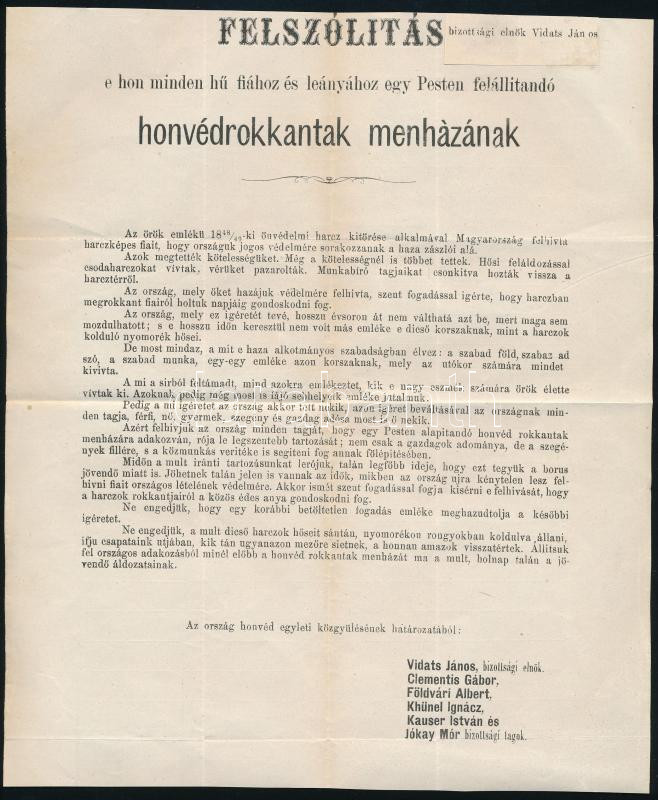 FELSZÓLITÁS
bizottsági elnök Vidats János
e hon minden hű fiához és leányához egy Pesten felállitandó
honvédrokkantak menhàzának
Az örök emlékü 18⁴⁸/₄₉-ki önvédelmi harcz kitörése alkalmával Magyarország felhivta
harczképes fiait, hogy országuk jogos védelmére sorakozzanak a haza zászlói alá.
Azok megtették kötelességüket. Még a kötelességnél is többet tettek. Hősi feláldozással
csodaharczokat vívtak, vérüket pazarolták. Munkabíró tagjaikat csonkitva hozták vissza a
harcztérről.
Az ország, mely őket hazájuk védelmére felhivta, szent fogadással igérte, hogy harczban
megrokkant fiairól holtuk napjáig gondoskodni fog.
Az ország, mely ez igéretét tevé, hosszu évsoron át nem válthatá azt be, mert maga sem
mozdulhatott; s e hosszu idön keresztül nem volt más emléke e dicső korszaknak, mint a harczok
kolduló nyomorék hősei.
De most mindaz, a mit e haza alkotmányos szabadságban élvez: a szabad föld, szabad ad
szó, a szabad munka, egy-egy emléke azon korszaknak, mely az utókor számára mindet
kivivta.
A mi a sirból feltámadt, mind azokra emlékeztet, kik e nagy eszmék számára örök élette
vívtak ki. Azoknak pedig még most is fájó sebhelyeik emléke jutalmuk.
Pedig a mi igéretet az ország akkor tett nekik, azon igéret beváltásával az országnak min-
den tagja, férfi, nő, gyermek, szegény és gazdag adósa most is ő nekik.
Azért felhivjuk az ország minden tagját, hogy egy Pesten alapitandó honvéd rokkantak
menházára adakozván, rója le legszentebb tartozását; nem csak a gazdagok adománya, de a szegé-
nyek fillére, s a közmunkás veritéke is segiteni fog annak fölépitésében.
Midőn a mult iránti tartozásunkat lerójuk, talán legfőbb ideje, hogy ezt tegyük a borus
jövendő miatt is. Jöhetnek talán jelen is vannak az idők, mikben az ország ujra kénytelen lesz fel-
hivni fiait országos lételének védelmére. Akkor ismét szent fogadással fogja kisérni e felhivását, hogy
a harczok rokkantjairól a közös édes anya gondoskodni fog.
Ne engedjük, hogy egy korábbi betöltetlen fogadás emléke meghazudtolja a későbbi
igéretet.
Ne engedjük, a mult dicső harczok hőseit sántán, nyomorékon rongyokban koldulva állani,
ifju csapataink utjában, kik tán ugyanazon mezőre sietnek, a honnan amazok visszatértek. Állitsuk
fel országos adakozásból minél előbb a honvéd rokkantak menházát ma a mult, holnap talán a jö-
vendő áldozatainak.
Az ország honvéd egyleti közgyülésének határozatából:
Vidats János, bizottsági elnök.
Clementis Gábor,
Földvári Albert,
Khünel Ignácz,
Kauser István és
Jókay Mór bizottsági tagok.